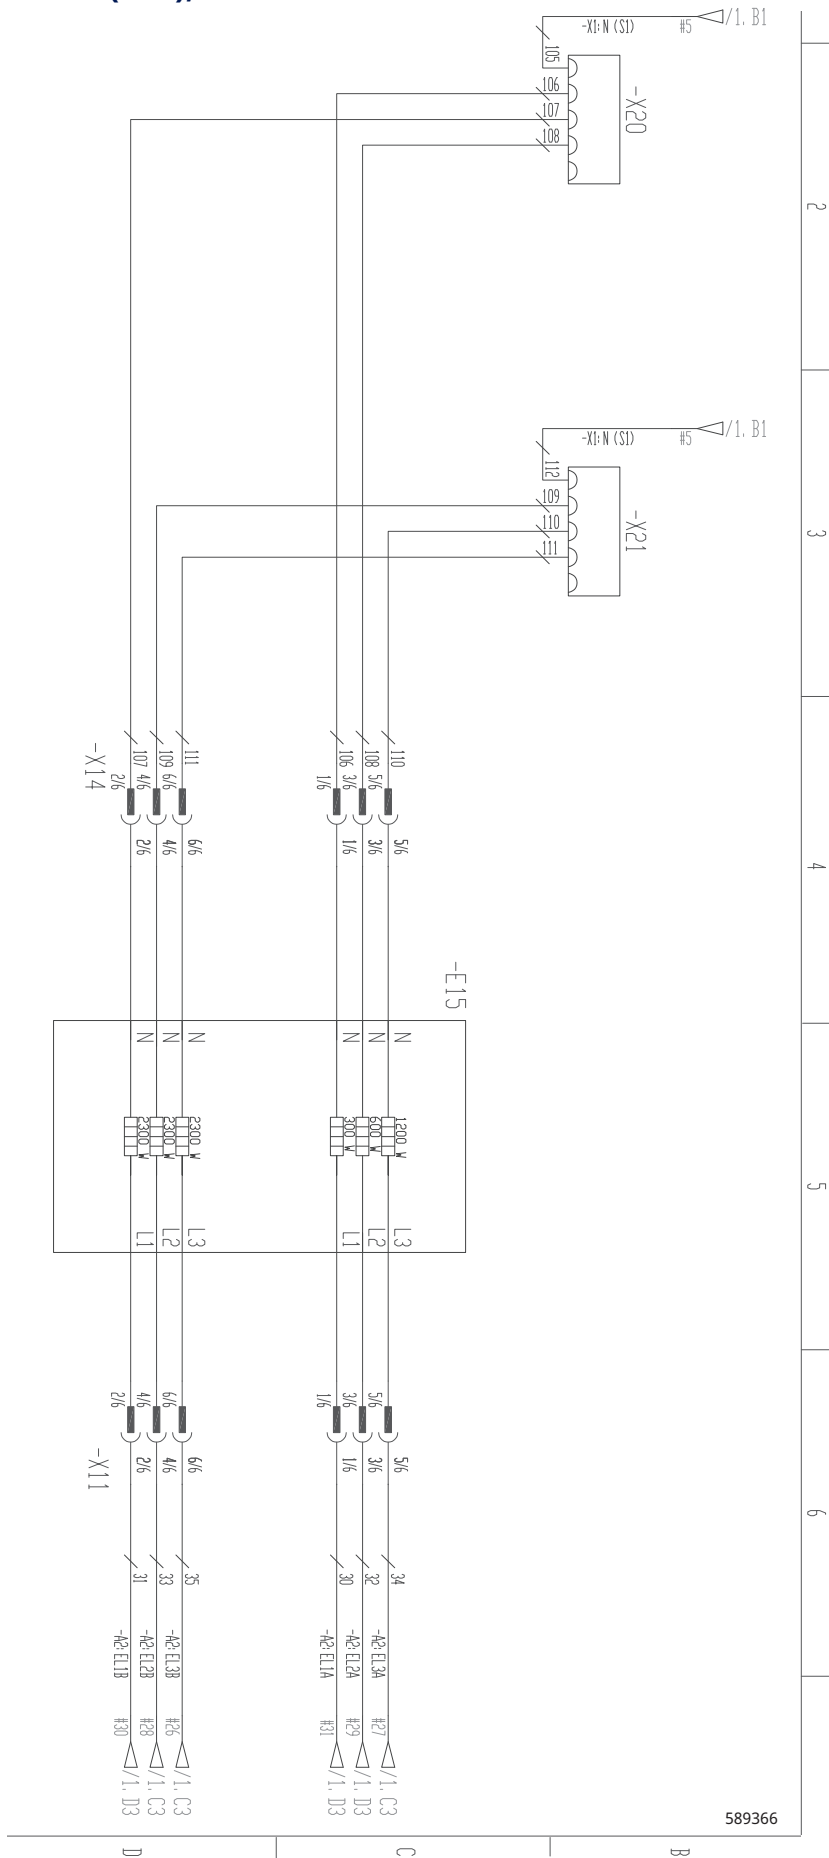 -X1:N (S1)
#5
/1. B1
105
106
107
108
-X20
2
-X1:N (S1)
#5
/1. B1
112
109
110
111
-X21
3
-X14
107
109
111
106
108
110
2/6
4/6
6/6
1/6
3/6
5/6
2/6
4/6
6/6
1/6
3/6
5/6
4
-E15
N
N
N
N
N
N
2300 W
2300 W
2300 W
300 W
600 W
1200 W
5
L1
L2
L3
L1
L2
L3
2/6
4/6
6/6
1/6
3/6
5/6
-X11
2/6
4/6
6/6
1/6
3/6
5/6
6
31
33
35
30
32
34
-A2:EL1B
-A2:EL2B
-A2:EL3B
-A2:EL1A
-A2:EL2A
-A2:EL3A
#30
#28
#26
#31
#29
#27
/1. D3
/1. C3
/1. C3
/1. D3
/1. D3
/1. C3
589366
D
C
B